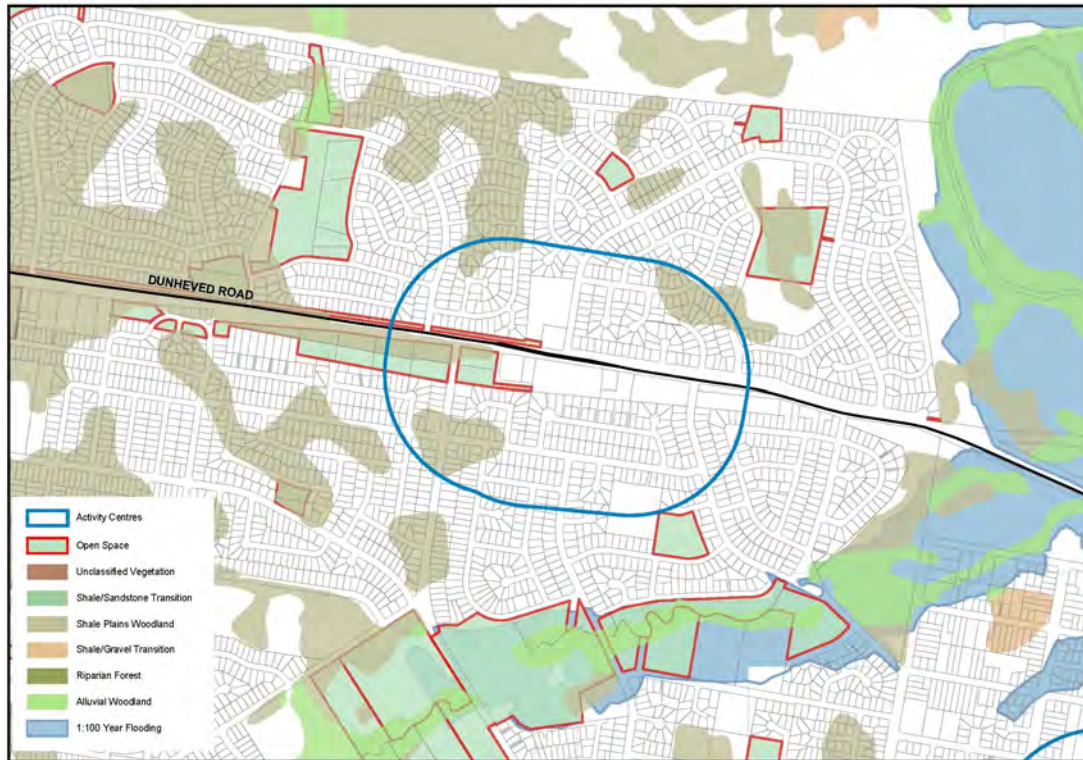 DUNHEVED ROAD
Activity Centres
Open Space
Unclassified Vegetation
Shale/Sandstone Transition
Shale Plains Woodland
Shale/Gravel Transition
Riparian Forest
Alluvial Woodland
1:100 Year Flooding